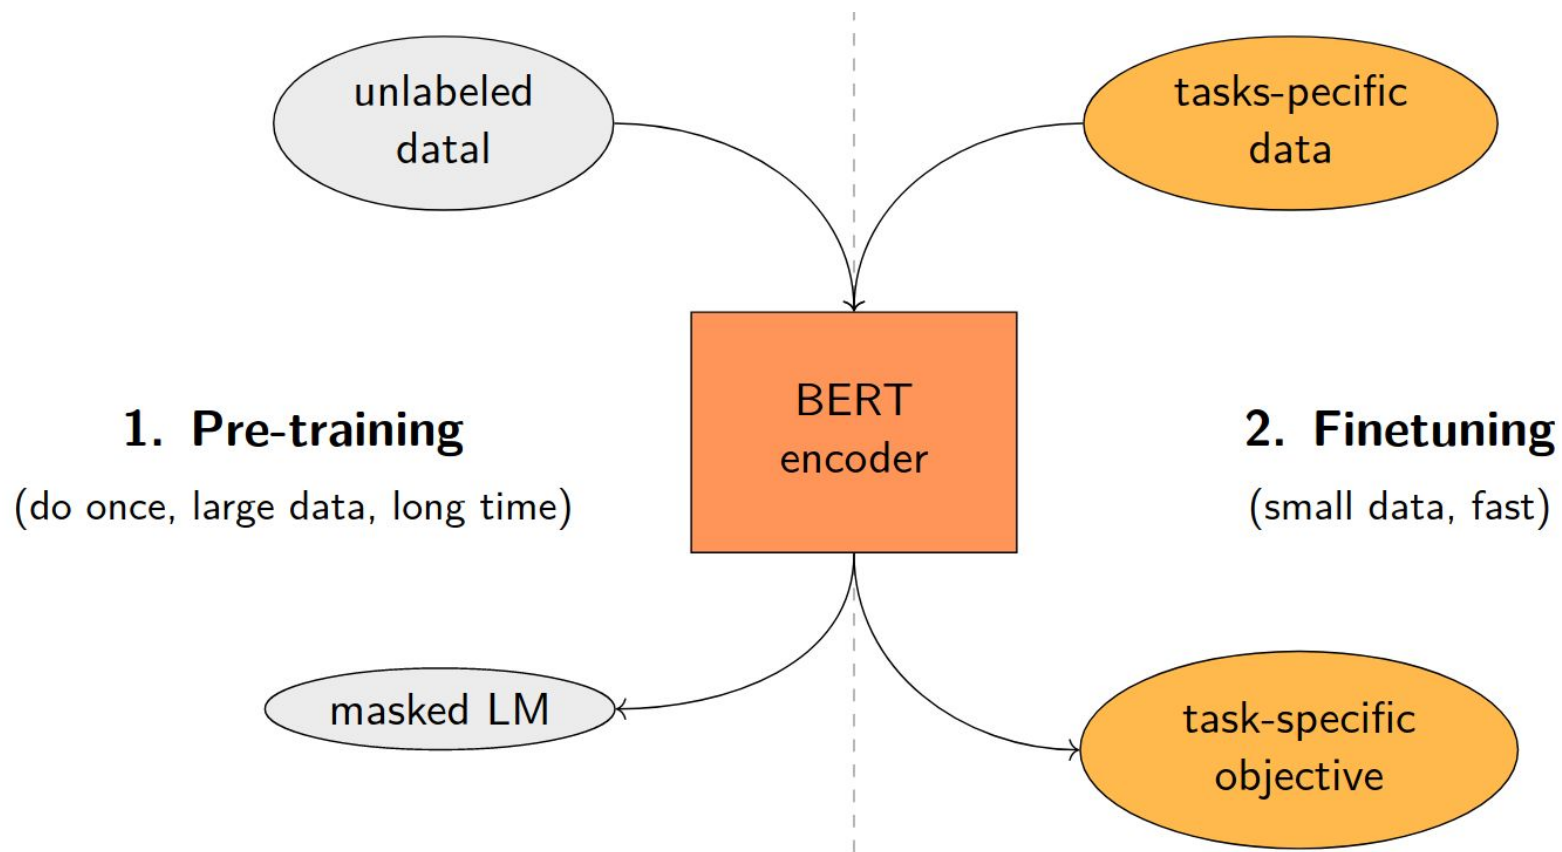 unlabeled
datal
tasks-pecific
data
BERT
encoder
1. Pre-training
(do once, large data, long time)
2. Finetuning
(small data, fast)
masked LM
task-specific
objective